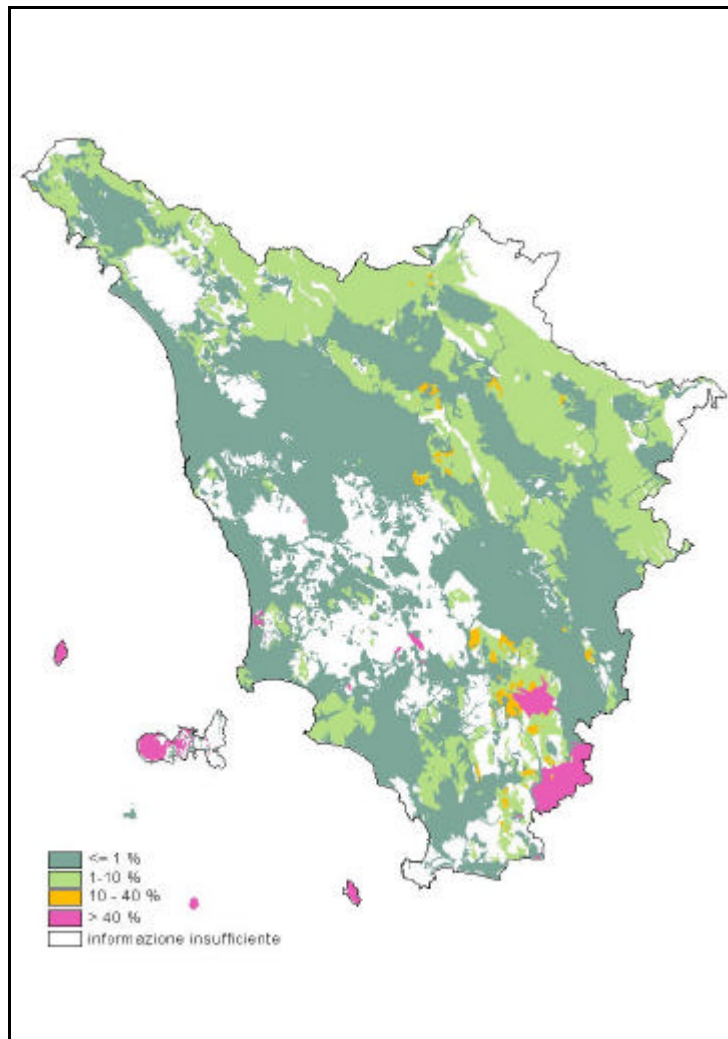 <= 1 %
1-10 %
10 - 40 %
> 40 %
informazione insufficiente